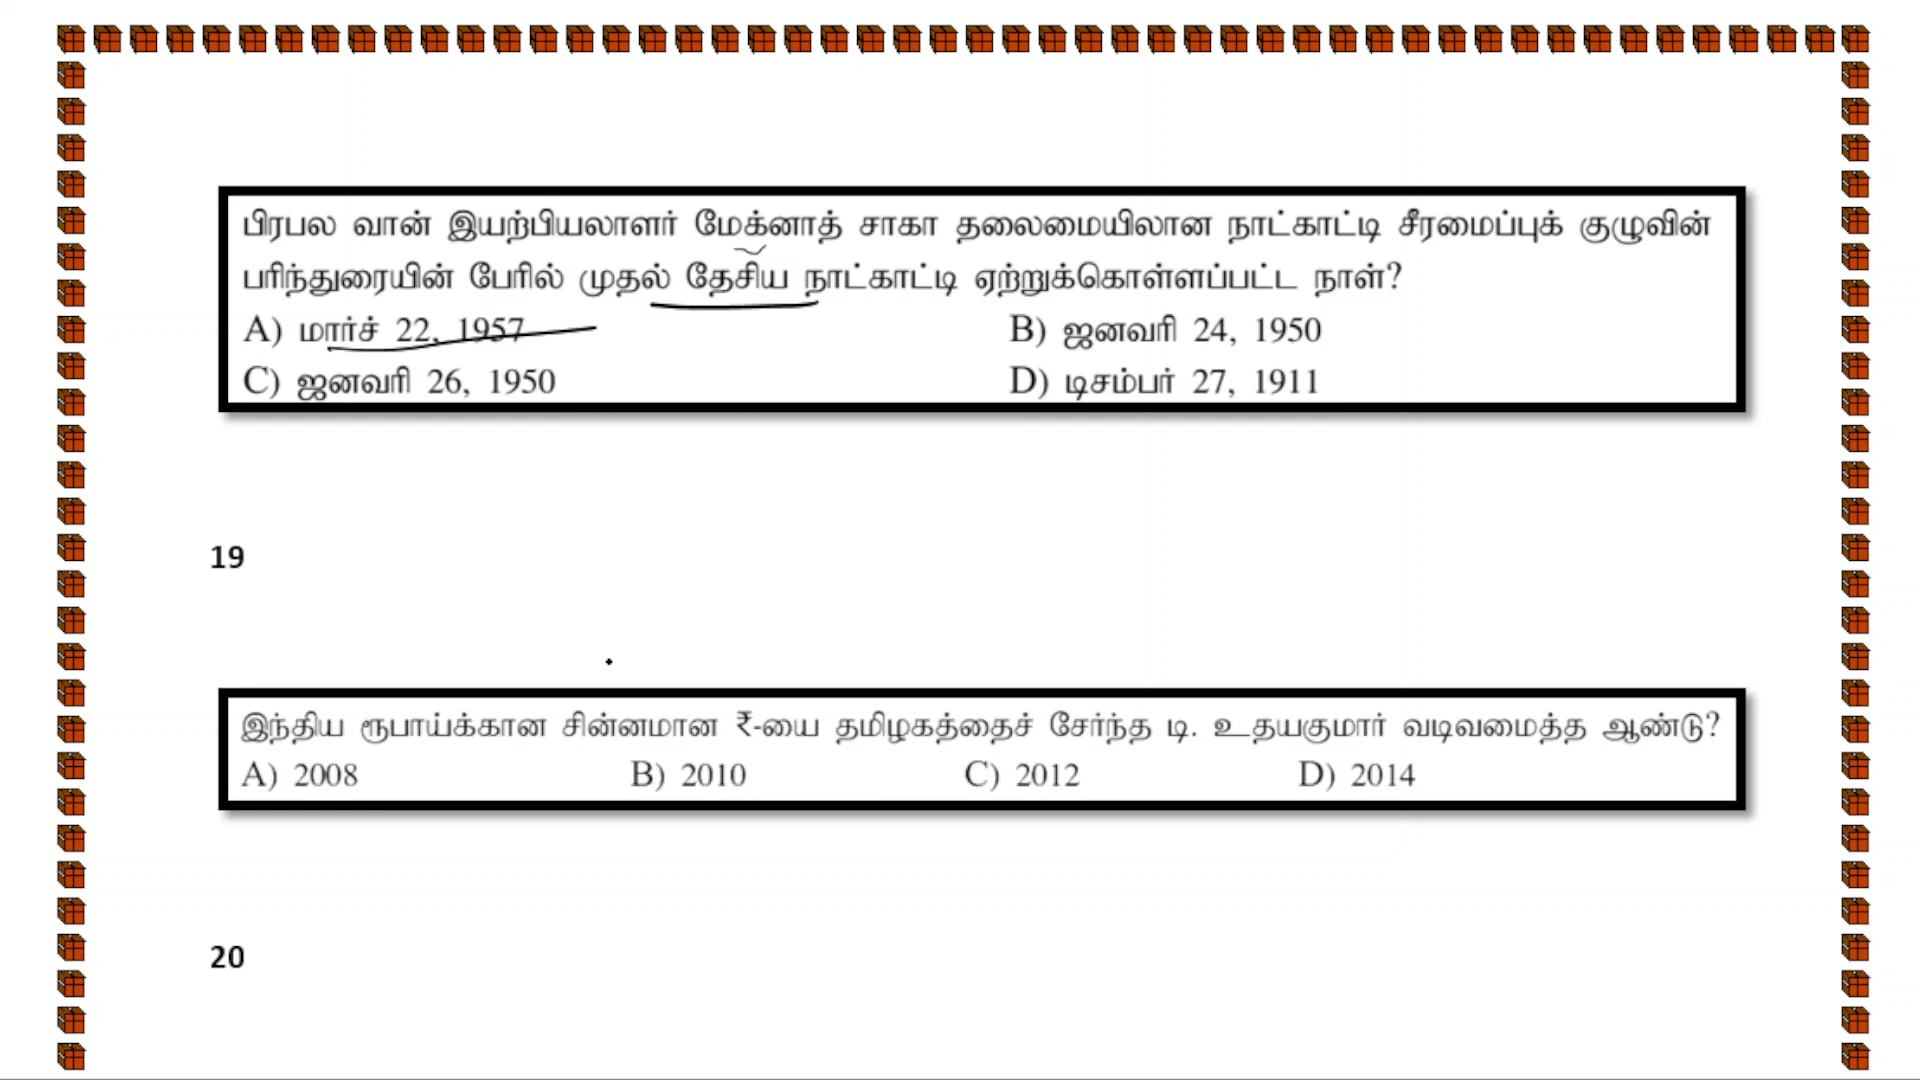 பிரபல வான் இயற்பியலாளர் மேக்னாத் சாகா தலைமையிலான நாட்காட்டி சீரமைப்புக் குழுவின்
பரிந்துரையின் பேரில் முதல் தேசிய நாட்காட்டி ஏற்றுக்கொள்ளப்பட்ட நாள்?
A) மார்ச் 22, 1957 B) ஜனவரி 24, 1950
C) ஜனவரி 26, 1950 D) டிசம்பர் 27, 1911
19
இந்திய ரூபாய்க்கான சின்னமான ₹-யை தமிழகத்தைச் சேர்ந்த டி. உதயகுமார் வடிவமைத்த ஆண்டு?
A) 2008 B) 2010 C) 2012 D) 2014
20